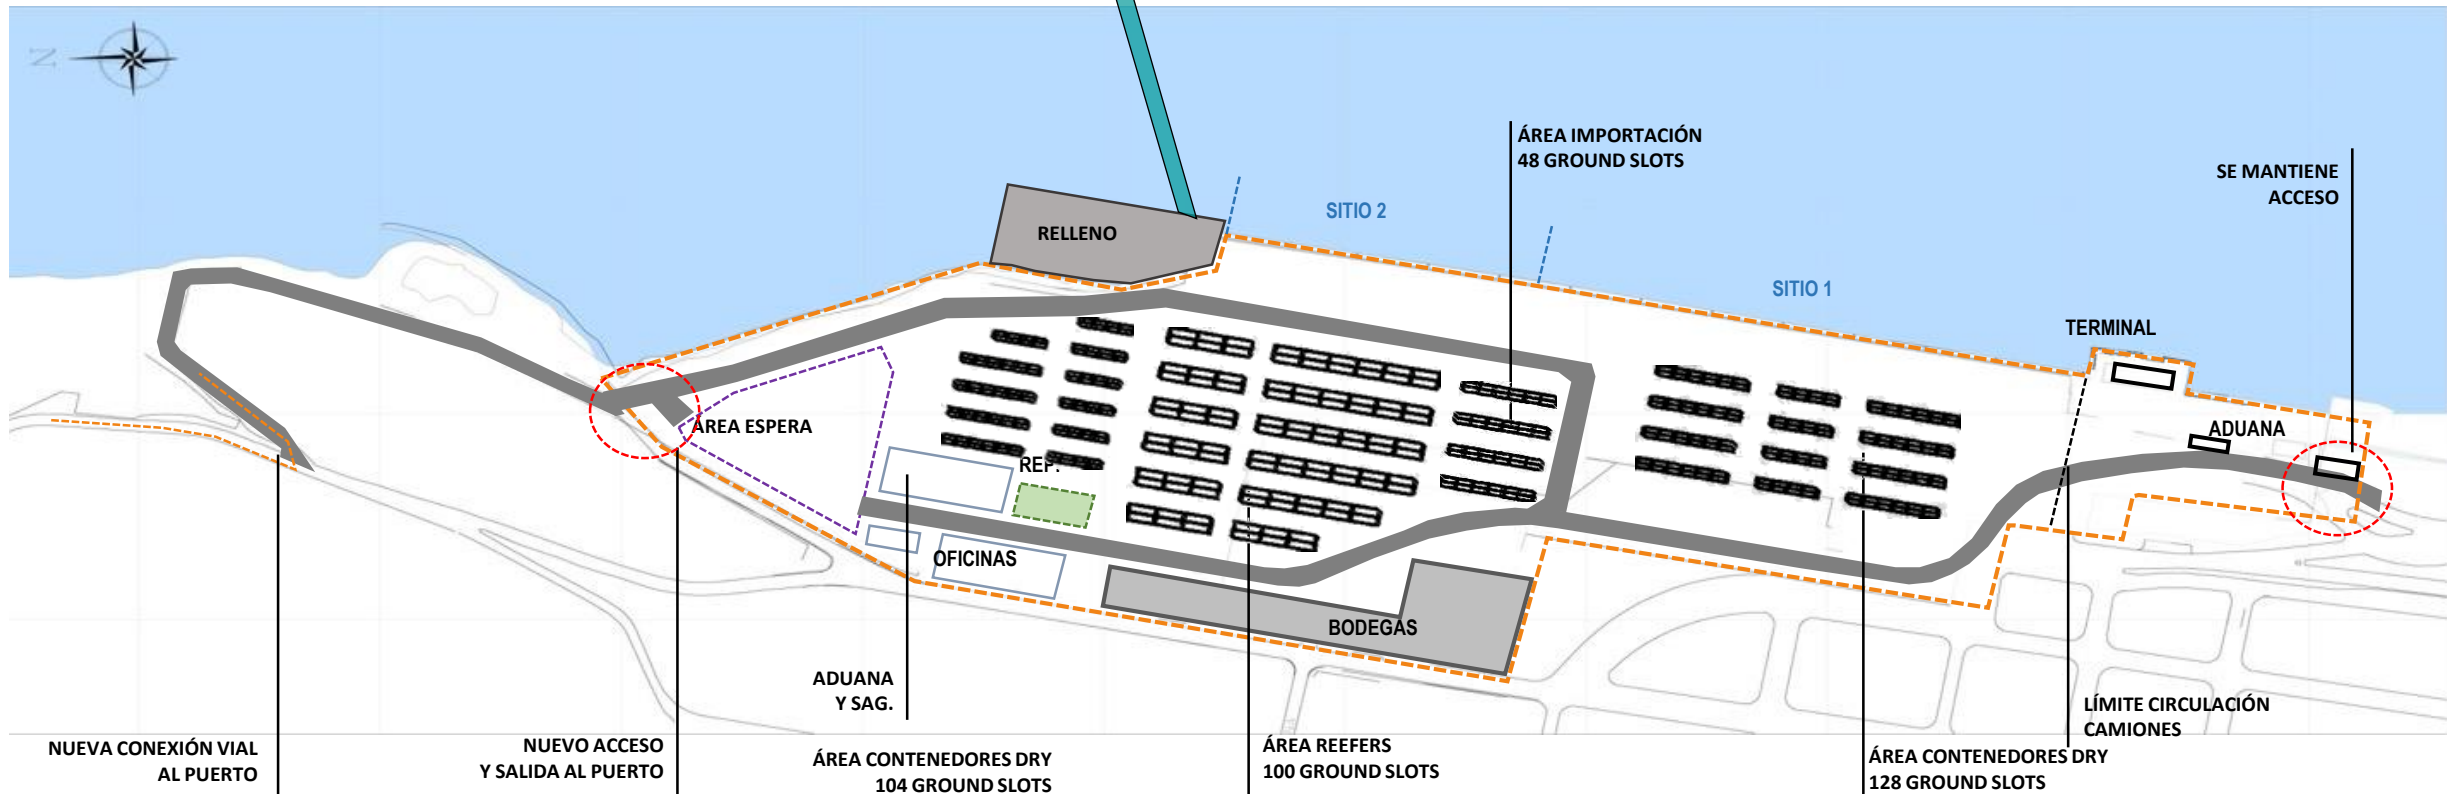 N
ÁREA IMPORTACIÓN
48 GROUND SLOTS
SE MANTIENE
ACCESO
SITIO 2
RELLENO
SITIO 1
TERMINAL
ÁREA ESPERA
ADUANA
REP.
OFICINAS
BODEGAS
ADUANA
Y SAG.
LÍMITE CIRCULACIÓN
CAMIONES
NUEVA CONEXIÓN VIAL
AL PUERTO
NUEVO ACCESO
Y SALIDA AL PUERTO
ÁREA CONTENEDORES DRY
104 GROUND SLOTS
ÁREA REEFERS
100 GROUND SLOTS
ÁREA CONTENEDORES DRY
128 GROUND SLOTS